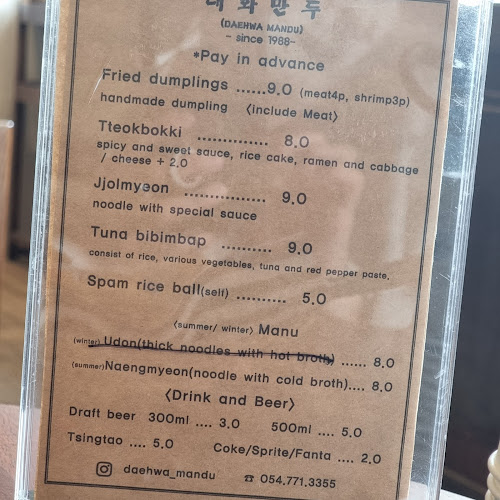 대화만두
(DAEHWA MANDU)
- since 1988-
*Pay in advance
Fried dumplings ......9.0 (meat4p, shrimp3p)
handmade dumpling 〈include Meat〉
Tteokbokki .............. 8.0
spicy and sweet sauce, rice cake, ramen and cabbage
/ cheese + 2.0
Jjolmyeon ................ 9.0
noodle with special sauce
Tuna bibimbap .......... 9.0
consist of rice, various vegetables, tuna and red pepper paste.
Spam rice ball(self) .......... 5.0
〈summer/ winter〉 Manu
(winter) Udon(thick noodles with hot broth) ...... 8.0
(summer)Naengmyeon(noodle with cold broth).... 8.0
〈Drink and Beer〉
Draft beer 300ml .... 3.0 500ml .... 5.0
Tsingtao .... 5.0 Coke/Sprite/Fanta .... 2.0
daehwa_mandu ☎ 054.771.3355